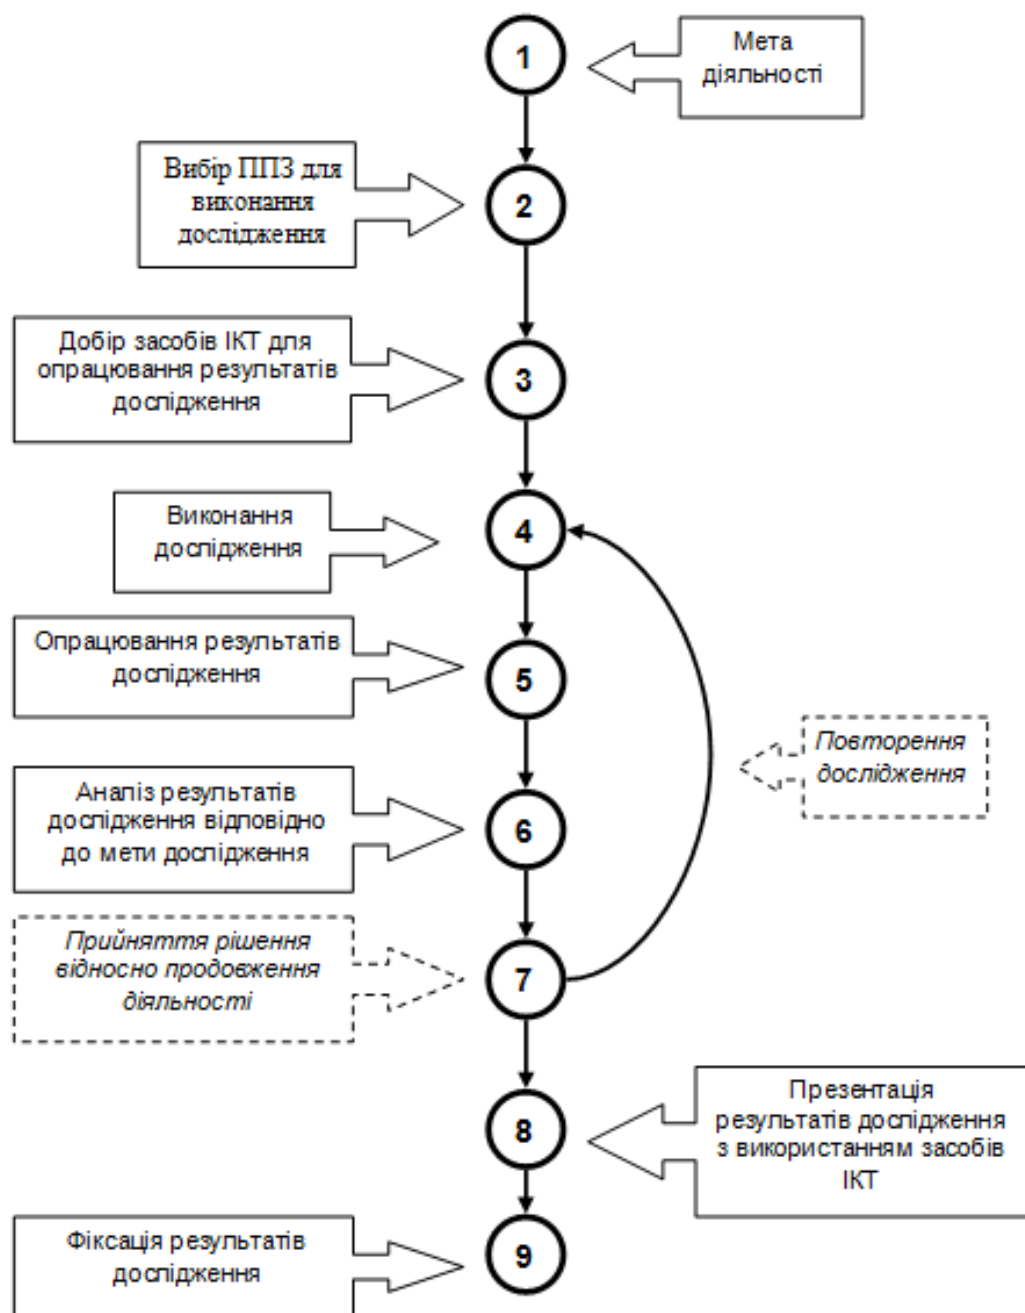 1
Мета
діяльності
Вибір ППЗ для
виконання
дослідження
2
Добір засобів ІКТ для
опрацювання результатів
дослідження
3
Виконання
дослідження
4
Опрацювання результатів
дослідження
5
Повторення
дослідження
Аналіз результатів
дослідження відповідно
до мети дослідження
6
Прийняття рішення
відносно продовження
діяльності
7
8
Презентація
результатів дослідження
з використанням засобів
ІКТ
Фіксація результатів
дослідження
9